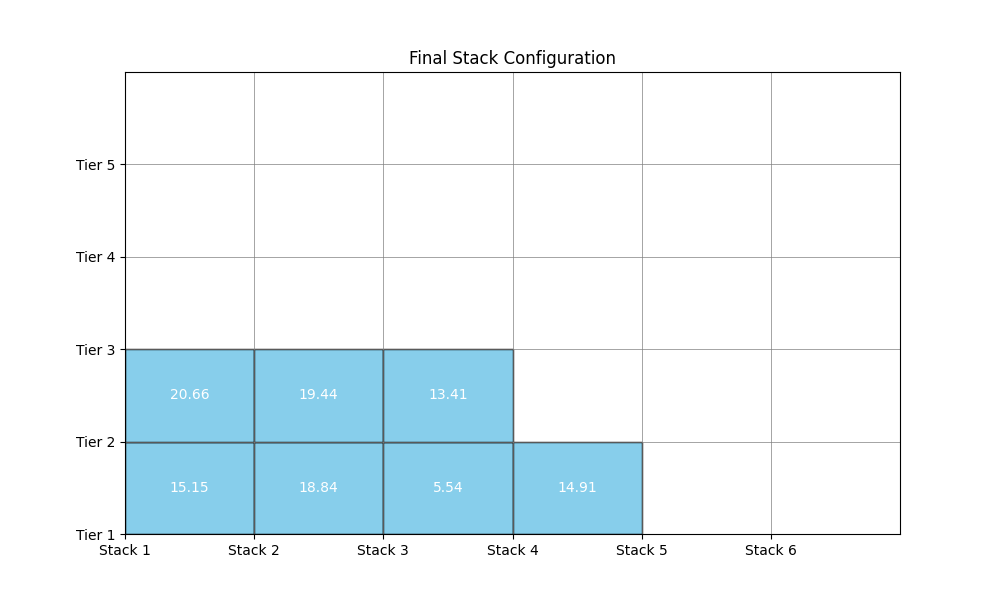 Final Stack Configuration
Tier 5
Tier 4
Tier 3
20.66 19.44 13.41
Tier 2
15.15 18.84 5.54 14.91
Tier 1
Stack 1 Stack 2 Stack 3 Stack 4 Stack 5 Stack 6